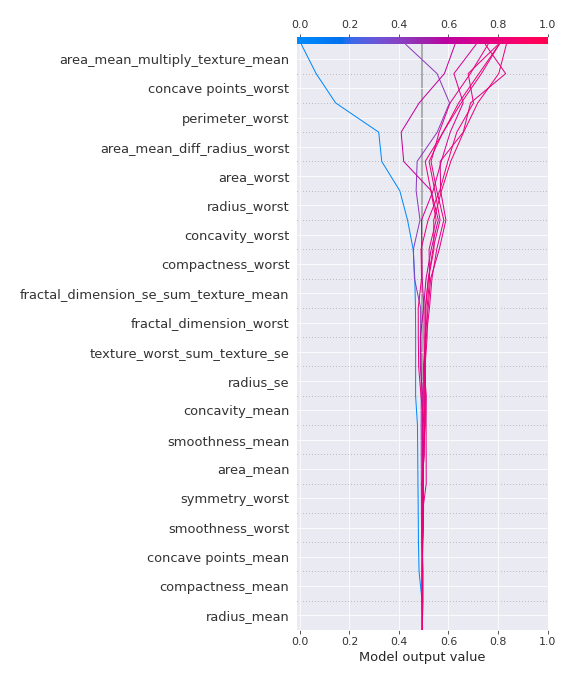 0.0 0.2 0.4 0.6 0.8 1.0
area_mean_multiply_texture_mean
concave points_worst
perimeter_worst
area_mean_diff_radius_worst
area_worst
radius_worst
concavity_worst
compactness_worst
fractal_dimension_se_sum_texture_mean
fractal_dimension_worst
texture_worst_sum_texture_se
radius_se
concavity_mean
smoothness_mean
area_mean
symmetry_worst
smoothness_worst
concave points_mean
compactness_mean
radius_mean
0.0 0.2 0.4 0.6 0.8 1.0
Model output value